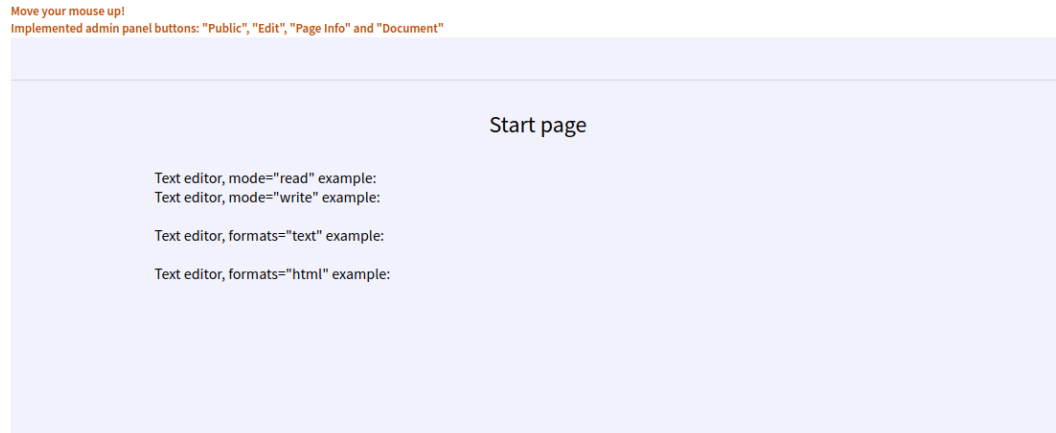 Move your mouse up!
Implemented admin panel buttons: "Public", "Edit", "Page Info" and "Document"
Start page
Text editor, mode="read" example:
Text editor, mode="write" example:
Text editor, formats="text" example:
Text editor, formats="html" example: